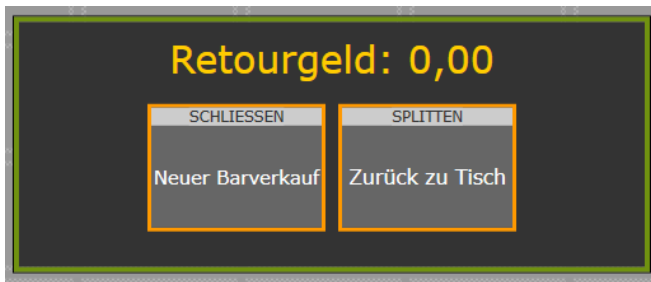 Retourgeld: 0,00
SCHLIESSEN
Neuer Barverkauf
SPLITTEN
Zurück zu Tisch